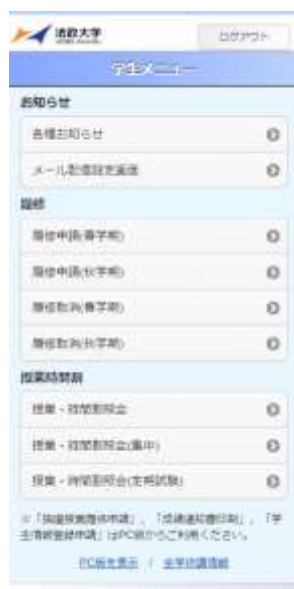 法政大学
ログアウト
学生メニュー
お知らせ
各種お知らせ
メール配信設定画面
履修
履修申請(春学期)
履修申請(秋学期)
履修取消(春学期)
履修取消(秋学期)
授業時間割
授業・時間割照会
授業・時間割照会(集中)
授業・時間割照会(定期試験)
※「抽選授業履修申請」、「成績通知書印刷」、「学
生情報登録申請」はPC版からご利用ください。
PC版を表示 / 全学休講情報